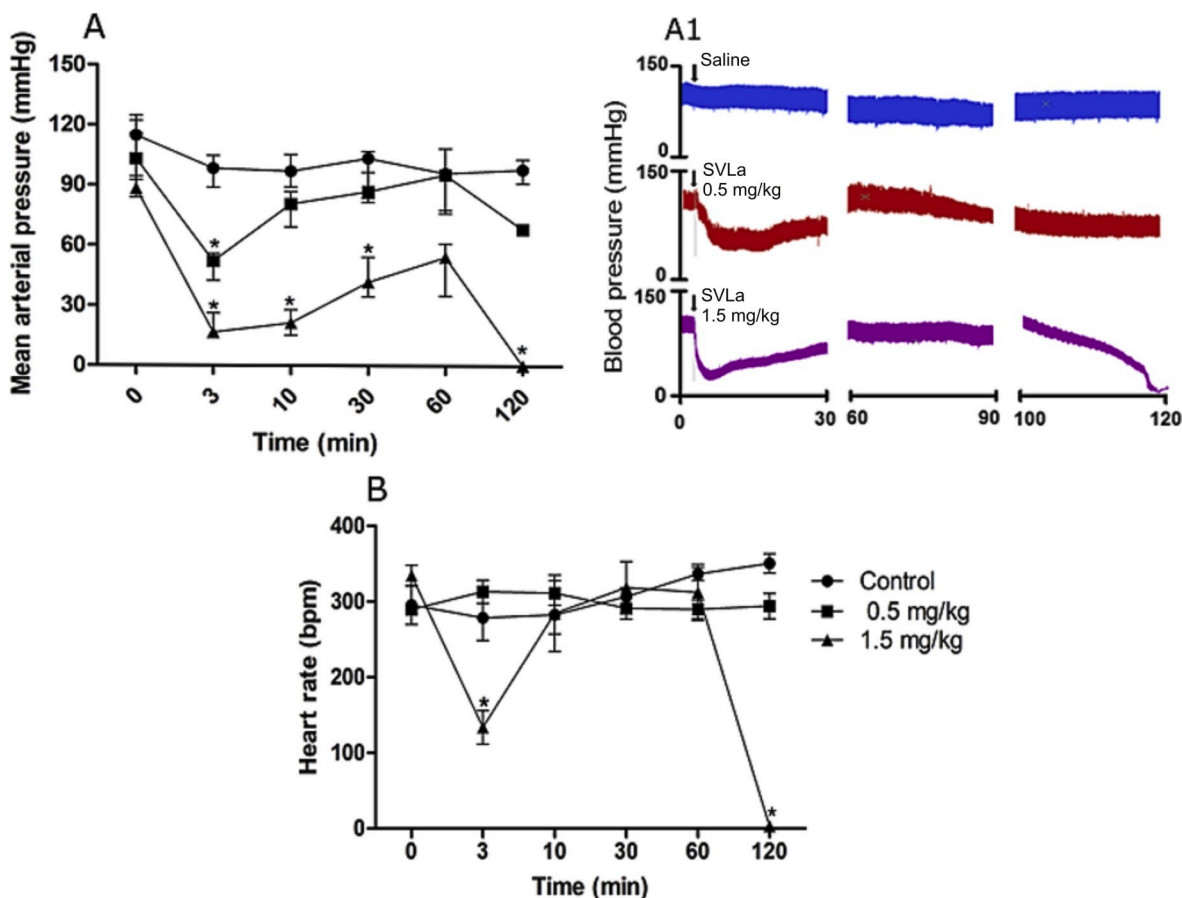 A
Mean arterial pressure (mmHg)
150
120
90
60
30
0
*
*
*
*
*
0
3
10
30
60
120
Time (min)
A1
Blood pressure (mmHg)
150
Saline
0
150
SVLa
0.5 mg/kg
0
150
SVLa
1.5 mg/kg
0
0
30
60
90
100
120
B
Heart rate (bpm)
400
300
200
100
0
*
*
0
3
10
30
60
120
Time (min)
Control
0.5 mg/kg
1.5 mg/kg